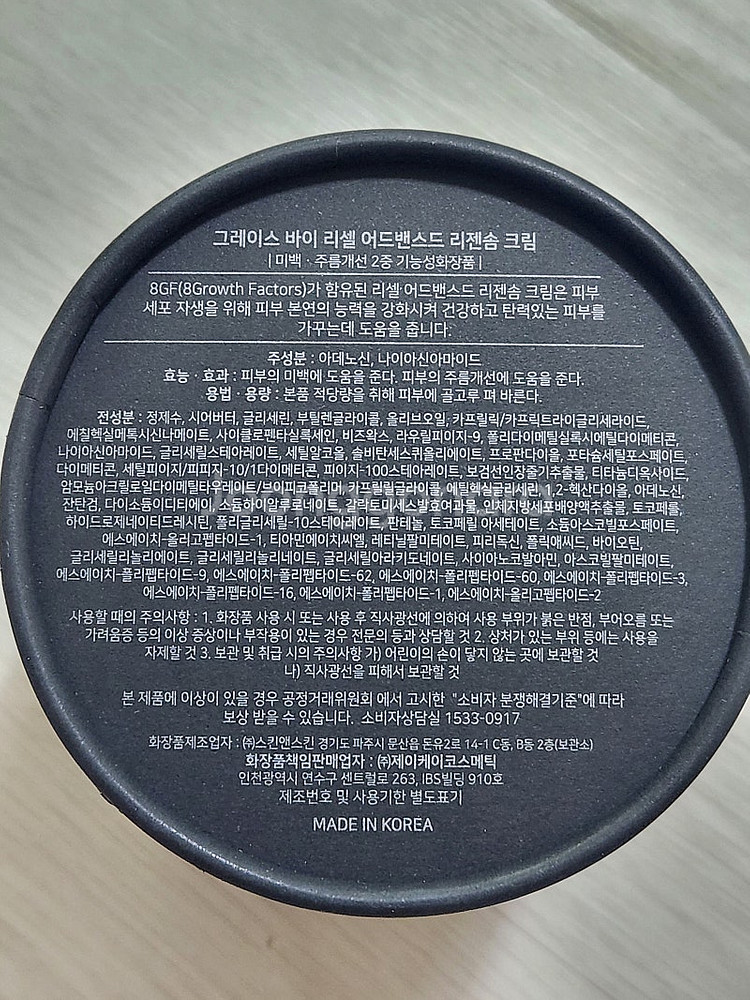 그레이스 바이 리셀 어드밴스드 리젠솜 크림
| 미백 · 주름개선 2중 기능성화장품 |
8GF(8Growth Factors)가 함유된 리셀 어드밴스드 리젠솜 크림은 피부
세포 자생을 위해 피부 본연의 능력을 강화시켜 건강하고 탄력있는 피부를
가꾸는데 도움을 줍니다.
주성분 : 아데노신, 나이아신아마이드
효능 · 효과 : 피부의 미백에 도움을 준다. 피부의 주름개선에 도움을 준다.
용법 · 용량 : 본품 적당량을 취해 피부에 골고루 펴 바른다.
전성분 : 정제수, 시어버터, 글리세린, 부틸렌글라이콜, 올리브오일, 카프릴릭/카프릭트라이글리세라이드,
에칠헥실메톡시신나메이트, 사이클로펜타실록세인, 비즈왁스, 라우릴피이지-9, 폴리다이메틸실록시에틸다이메티콘,
나이아신아마이드, 글리세릴스테아레이트, 세틸알코올, 솔비탄세스퀴올리에이트, 프로판다이올, 포타슘세틸포스페이트,
다이메티콘, 세틸피이지/피피지-10/1다이메티콘, 피이지-100스테아레이트, 보검선인장줄기추출물, 티타늄디옥사이드,
암모늄아크릴로일다이메틸타우레이트/브이피코폴리머, 카프릴릴글라이콜, 에틸헥실글리세린, 1,2-헥산다이올, 아데노신,
잔탄검, 다이소듐이디티에이, 소듐하이알루로네이트, 갈락토미세스발효여과물, 인체지방세포배양액추출물, 토코페롤,
하이드로제네이티드레시틴, 폴리글리세릴-10스테아레이트, 판테놀, 토코페릴 아세테이트, 소듐아스코빌포스페이트,
에스에이치-올리고펩타이드-1, 티아민에이치씨엘, 레티닐팔미테이트, 피리독신, 폴릭애씨드, 바이오틴,
글리세릴리놀리에이트, 글리세릴리놀리네이트, 글리세릴아라키도네이트, 사이아노코발아민, 아스코빌팔미테이트,
에스에이치-폴리펩타이드-9, 에스에이치-폴리펩타이드-62, 에스에이치-폴리펩타이드-60, 에스에이치-폴리펩타이드-3,
에스에이치-폴리펩타이드-16, 에스에이치-폴리펩타이드-1, 에스에이치-올리고펩타이드-2
사용할 때의 주의사항 : 1. 화장품 사용 시 또는 사용 후 직사광선에 의하여 사용 부위가 붉은 반점, 부어오름 또는
가려움증 등의 이상 증상이나 부작용이 있는 경우 전문의 등과 상담할 것 2. 상처가 있는 부위 등에는 사용을
자제할 것 3. 보관 및 취급 시의 주의사항 가) 어린이의 손이 닿지 않는 곳에 보관할 것
나) 직사광선을 피해서 보관할 것
본 제품에 이상이 있을 경우 공정거래위원회 에서 고시한 "소비자 분쟁해결기준"에 따라
보상 받을 수 있습니다. 소비자상담실 1533-0917
화장품제조업자 : ㈜스킨앤스킨 경기도 파주시 문산읍 돈유2로 14-1 C동, B동 2층(보관소)
화장품책임판매업자 : ㈜제이케이코스메틱
인천광역시 연수구 센트럴로 263, IBS빌딩 910호
제조번호 및 사용기한 별도표기
MADE IN KOREA